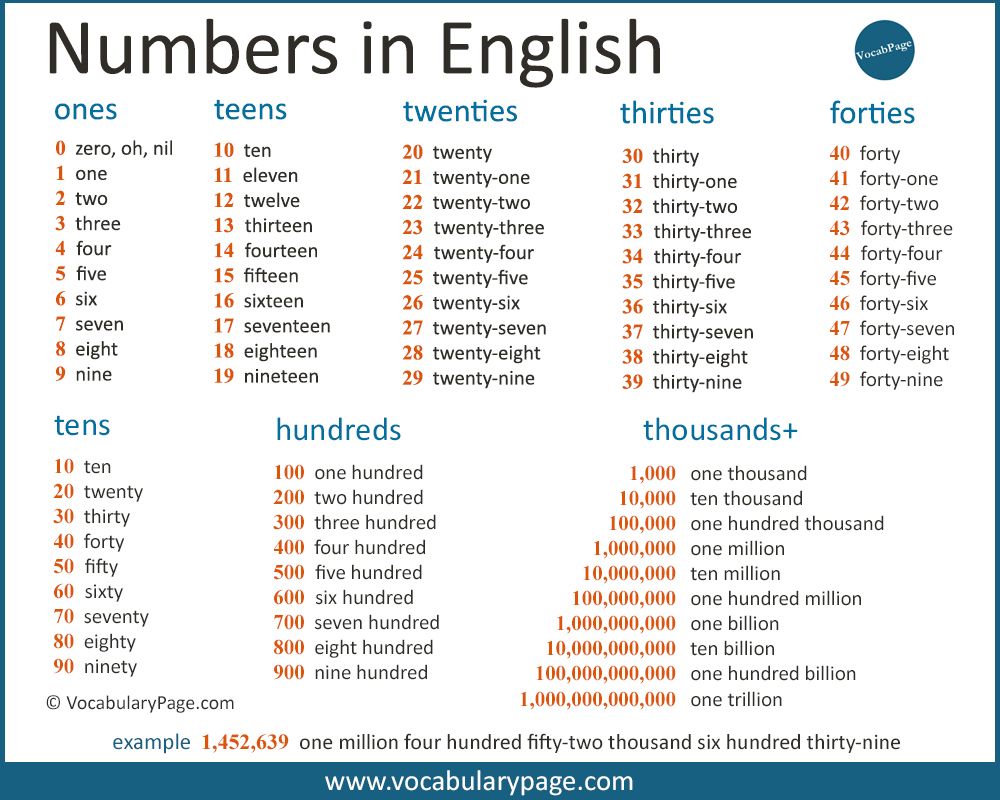 Numbers in English
VocabPage
ones
0 zero, oh, nil
1 one
2 two
3 three
4 four
5 five
6 six
7 seven
8 eight
9 nine
teens
10 ten
11 eleven
12 twelve
13 thirteen
14 fourteen
15 fifteen
16 sixteen
17 seventeen
18 eighteen
19 nineteen
twenties
20 twenty
21 twenty-one
22 twenty-two
23 twenty-three
24 twenty-four
25 twenty-five
26 twenty-six
27 twenty-seven
28 twenty-eight
29 twenty-nine
thirties
30 thirty
31 thirty-one
32 thirty-two
33 thirty-three
34 thirty-four
35 thirty-five
36 thirty-six
37 thirty-seven
38 thirty-eight
39 thirty-nine
forties
40 forty
41 forty-one
42 forty-two
43 forty-three
44 forty-four
45 forty-five
46 forty-six
47 forty-seven
48 forty-eight
49 forty-nine
tens
10 ten
20 twenty
30 thirty
40 forty
50 fifty
60 sixty
70 seventy
80 eighty
90 ninety
hundreds
100 one hundred
200 two hundred
300 three hundred
400 four hundred
500 five hundred
600 six hundred
700 seven hundred
800 eight hundred
900 nine hundred
thousands+
1,000 one thousand
10,000 ten thousand
100,000 one hundred thousand
1,000,000 one million
10,000,000 ten million
100,000,000 one hundred million
1,000,000,000 one billion
10,000,000,000 ten billion
100,000,000,000 one hundred billion
1,000,000,000,000 one trillion
© VocabularyPage.com
example 1,452,639 one million four hundred fifty-two thousand six hundred thirty-nine
www.vocabularypage.com